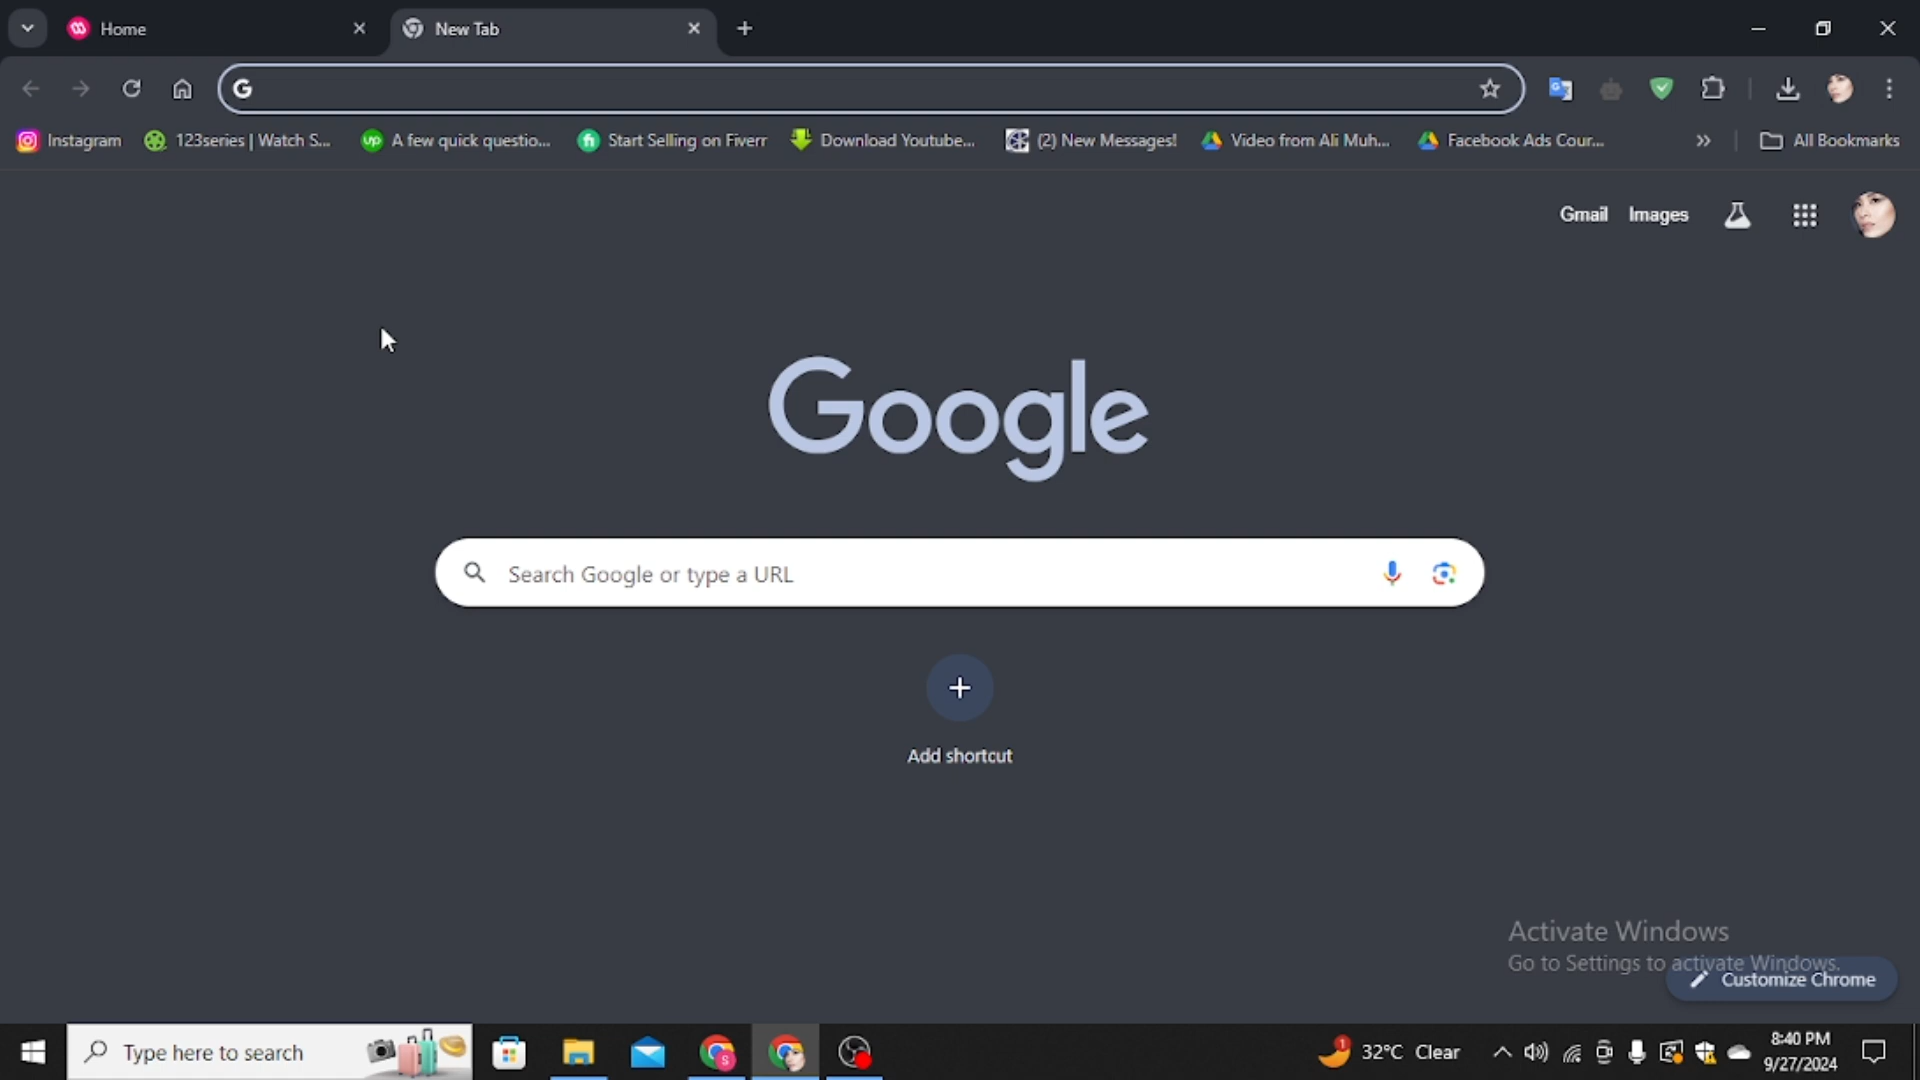 Home
New Tab
Instagram
123series | Watch S...
up A few quick questio...
fi Start Selling on Fiverr
Download Youtube...
(2) New Messages!
Video from Ali Muh...
Facebook Ads Cour...
All Bookmarks
Gmail Images
Google
Search Google or type a URL
Add shortcut
Activate Windows
Go to Settings to activate Windows.
Customize Chrome
Type here to search
S
1
32°C Clear
8:40 PM
9/27/2024